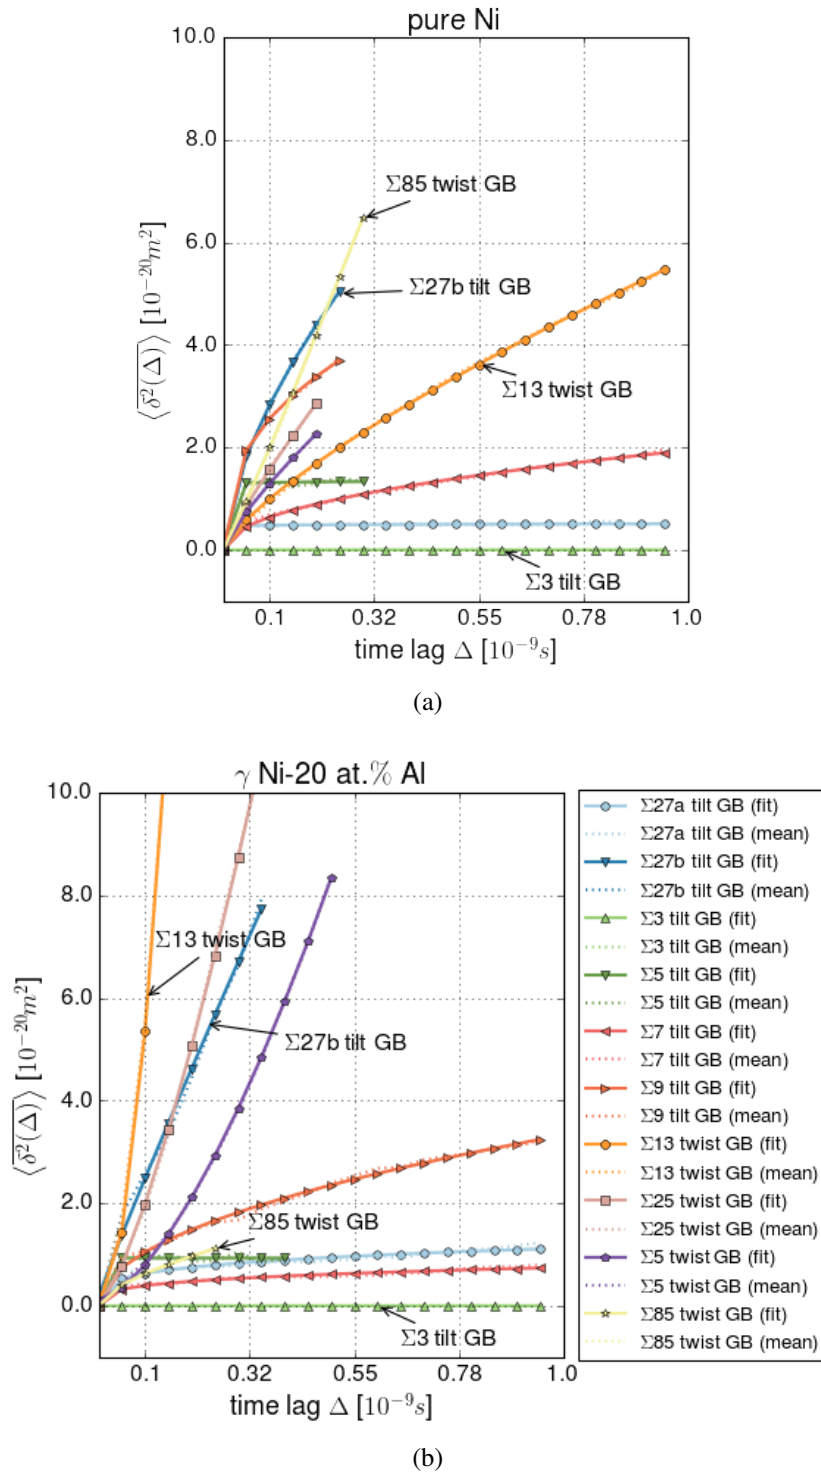 pure Ni
10.0
8.0
6.0
4.0
2.0
0.0
⟨δ²(Δ)⟩ [10⁻²⁰m²]
Σ85 twist GB
Σ27b tilt GB
Σ13 twist GB
Σ3 tilt GB
0.1 0.32 0.55 0.78 1.0
time lag Δ [10⁻⁹s]
(a)
γ Ni-20 at.% Al
10.0
8.0
6.0
4.0
2.0
0.0
⟨δ²(Δ)⟩ [10⁻²⁰m²]
Σ13 twist GB
Σ27b tilt GB
Σ85 twist GB
Σ3 tilt GB
0.1 0.32 0.55 0.78 1.0
time lag Δ [10⁻⁹s]
Σ27a tilt GB (fit)
Σ27a tilt GB (mean)
Σ27b tilt GB (fit)
Σ27b tilt GB (mean)
Σ3 tilt GB (fit)
Σ3 tilt GB (mean)
Σ5 tilt GB (fit)
Σ5 tilt GB (mean)
Σ7 tilt GB (fit)
Σ7 tilt GB (mean)
Σ9 tilt GB (fit)
Σ9 tilt GB (mean)
Σ13 twist GB (fit)
Σ13 twist GB (mean)
Σ25 twist GB (fit)
Σ25 twist GB (mean)
Σ5 twist GB (fit)
Σ5 twist GB (mean)
Σ85 twist GB (fit)
Σ85 twist GB (mean)
(b)